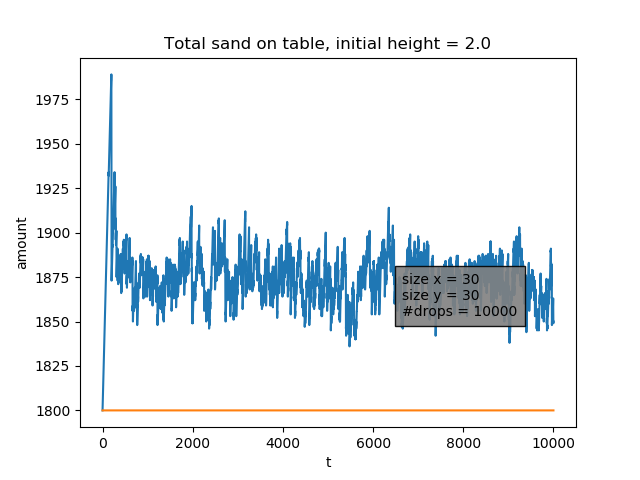 Total sand on table, initial height = 2.0
amount
1975
1950
1925
1900
1875
1850
1825
1800
size x = 30
size y = 30
#drops = 10000
0
2000
4000
6000
8000
10000
t